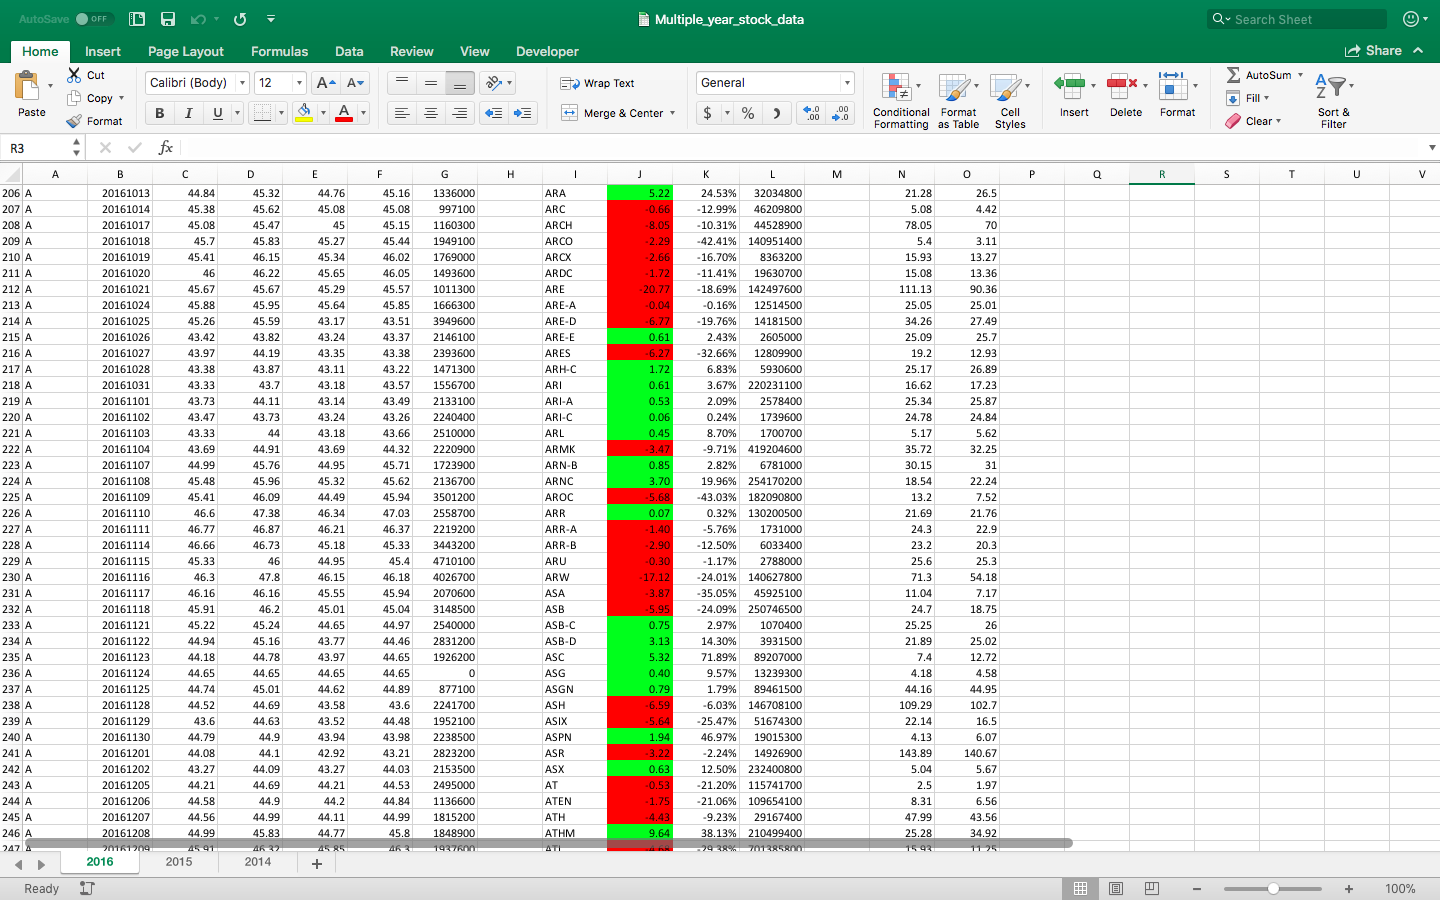 AutoSave OFF Multiple_year_stock_data Search Sheet
Home Insert Page Layout Formulas Data Review View Developer Share
Paste Cut Copy Format
Calibri (Body) 12 A A Wrap Text General
B I U A Merge & Center $ % ) .0 .00 .00 .0
Conditional Formatting Format as Table Cell Styles Insert Delete Format AutoSum Fill Clear Sort & Filter
R3 fx
A B C D E F G H I J K L M N O P Q R S T U V
206 A 20161013 44.84 45.32 44.76 45.16 1336000 ARA 5.22 24.53% 32034800 21.28 26.5
207 A 20161014 45.38 45.62 45.08 45.08 997100 ARC -0.66 -12.99% 46209800 5.08 4.42
208 A 20161017 45.08 45.47 45 45.15 1160300 ARCH -8.05 -10.31% 44528900 78.05 70
209 A 20161018 45.7 45.83 45.27 45.44 1949100 ARCO -2.29 -42.41% 140951400 5.4 3.11
210 A 20161019 45.41 46.15 45.34 46.02 1769000 ARCX -2.66 -16.70% 8363200 15.93 13.27
211 A 20161020 46 46.22 45.65 46.05 1493600 ARDC -1.72 -11.41% 19630700 15.08 13.36
212 A 20161021 45.67 45.67 45.29 45.57 1011300 ARE -20.77 -18.69% 142497600 111.13 90.36
213 A 20161024 45.88 45.95 45.64 45.85 1666300 ARE-A -0.04 -0.16% 12514500 25.05 25.01
214 A 20161025 45.26 45.59 43.17 43.51 3949600 ARE-D -6.77 -19.76% 14181500 34.26 27.49
215 A 20161026 43.42 43.82 43.24 43.37 2146100 ARE-E 0.61 2.43% 2605000 25.09 25.7
216 A 20161027 43.97 44.19 43.35 43.38 2393600 ARES -6.27 -32.66% 12809900 19.2 12.93
217 A 20161028 43.38 43.87 43.11 43.22 1471300 ARH-C 1.72 6.83% 5930600 25.17 26.89
218 A 20161031 43.33 43.7 43.18 43.57 1556700 ARI 0.61 3.67% 220231100 16.62 17.23
219 A 20161101 43.73 44.11 43.14 43.49 2133100 ARI-A 0.53 2.09% 2578400 25.34 25.87
220 A 20161102 43.47 43.73 43.24 43.26 2240400 ARI-C 0.06 0.24% 1739600 24.78 24.84
221 A 20161103 43.33 44 43.18 43.66 2510000 ARL 0.45 8.70% 1700700 5.17 5.62
222 A 20161104 43.69 44.91 43.69 44.32 2220900 ARMK -3.47 -9.71% 419204600 35.72 32.25
223 A 20161107 44.99 45.76 44.95 45.71 1723900 ARN-B 0.85 2.82% 6781000 30.15 31
224 A 20161108 45.48 45.96 45.32 45.62 2136700 ARNC 3.70 19.96% 254170200 18.54 22.24
225 A 20161109 45.41 46.09 44.49 45.94 3501200 AROC -5.68 -43.03% 182090800 13.2 7.52
226 A 20161110 46.6 47.38 46.34 47.03 2558700 ARR 0.07 0.32% 130200500 21.69 21.76
227 A 20161111 46.77 46.87 46.21 46.37 2219200 ARR-A -1.40 -5.76% 1731000 24.3 22.9
228 A 20161114 46.66 46.73 45.18 45.33 3443200 ARR-B -2.90 -12.50% 6033400 23.2 20.3
229 A 20161115 45.33 46 44.95 45.4 4710100 ARU -0.30 -1.17% 2788000 25.6 25.3
230 A 20161116 46.3 47.8 46.15 46.18 4026700 ARW -17.12 -24.01% 140627800 71.3 54.18
231 A 20161117 46.16 46.16 45.55 45.94 2070600 ASA -3.87 -35.05% 45925100 11.04 7.17
232 A 20161118 45.91 46.2 45.01 45.04 3148500 ASB -5.95 -24.09% 250746500 24.7 18.75
233 A 20161121 45.22 45.24 44.65 44.97 2540000 ASB-C 0.75 2.97% 1070400 25.25 26
234 A 20161122 44.94 45.16 43.77 44.46 2831200 ASB-D 3.13 14.30% 3931500 21.89 25.02
235 A 20161123 44.18 44.78 43.97 44.65 1926200 ASC 5.32 71.89% 89207000 7.4 12.72
236 A 20161124 44.65 44.65 44.65 44.65 0 ASG 0.40 9.57% 13239300 4.18 4.58
237 A 20161125 44.74 45.01 44.62 44.89 877100 ASGN 0.79 1.79% 89461500 44.16 44.95
238 A 20161128 44.52 44.69 43.58 43.6 2241700 ASH -6.59 -6.03% 146708100 109.29 102.7
239 A 20161129 43.6 44.63 43.52 44.48 1952100 ASIX -5.64 -25.47% 51674300 22.14 16.5
240 A 20161130 44.79 44.9 43.94 43.98 2238500 ASPN 1.94 46.97% 19015300 4.13 6.07
241 A 20161201 44.08 44.1 42.92 43.21 2823200 ASR -3.22 -2.24% 14926900 143.89 140.67
242 A 20161202 43.27 44.09 43.27 44.03 2153500 ASX 0.63 12.50% 232400800 5.04 5.67
243 A 20161205 44.21 44.69 44.21 44.53 2495000 AT -0.53 -21.20% 115741700 2.5 1.97
244 A 20161206 44.58 44.9 44.2 44.84 1136600 ATEN -1.75 -21.06% 109654100 8.31 6.56
245 A 20161207 44.56 44.99 44.11 44.99 1815200 ATH -4.43 -9.23% 29167400 47.99 43.56
246 A 20161208 44.99 45.83 44.77 45.8 1848900 ATHM 9.64 38.13% 210499400 25.28 34.92
247 A 20161209 45.91 46.32 45.85 46.3 1937600 ATI -4.68 -29.38% 701385800 15.93 11.25
2016 2015 2014 +
Ready 100%